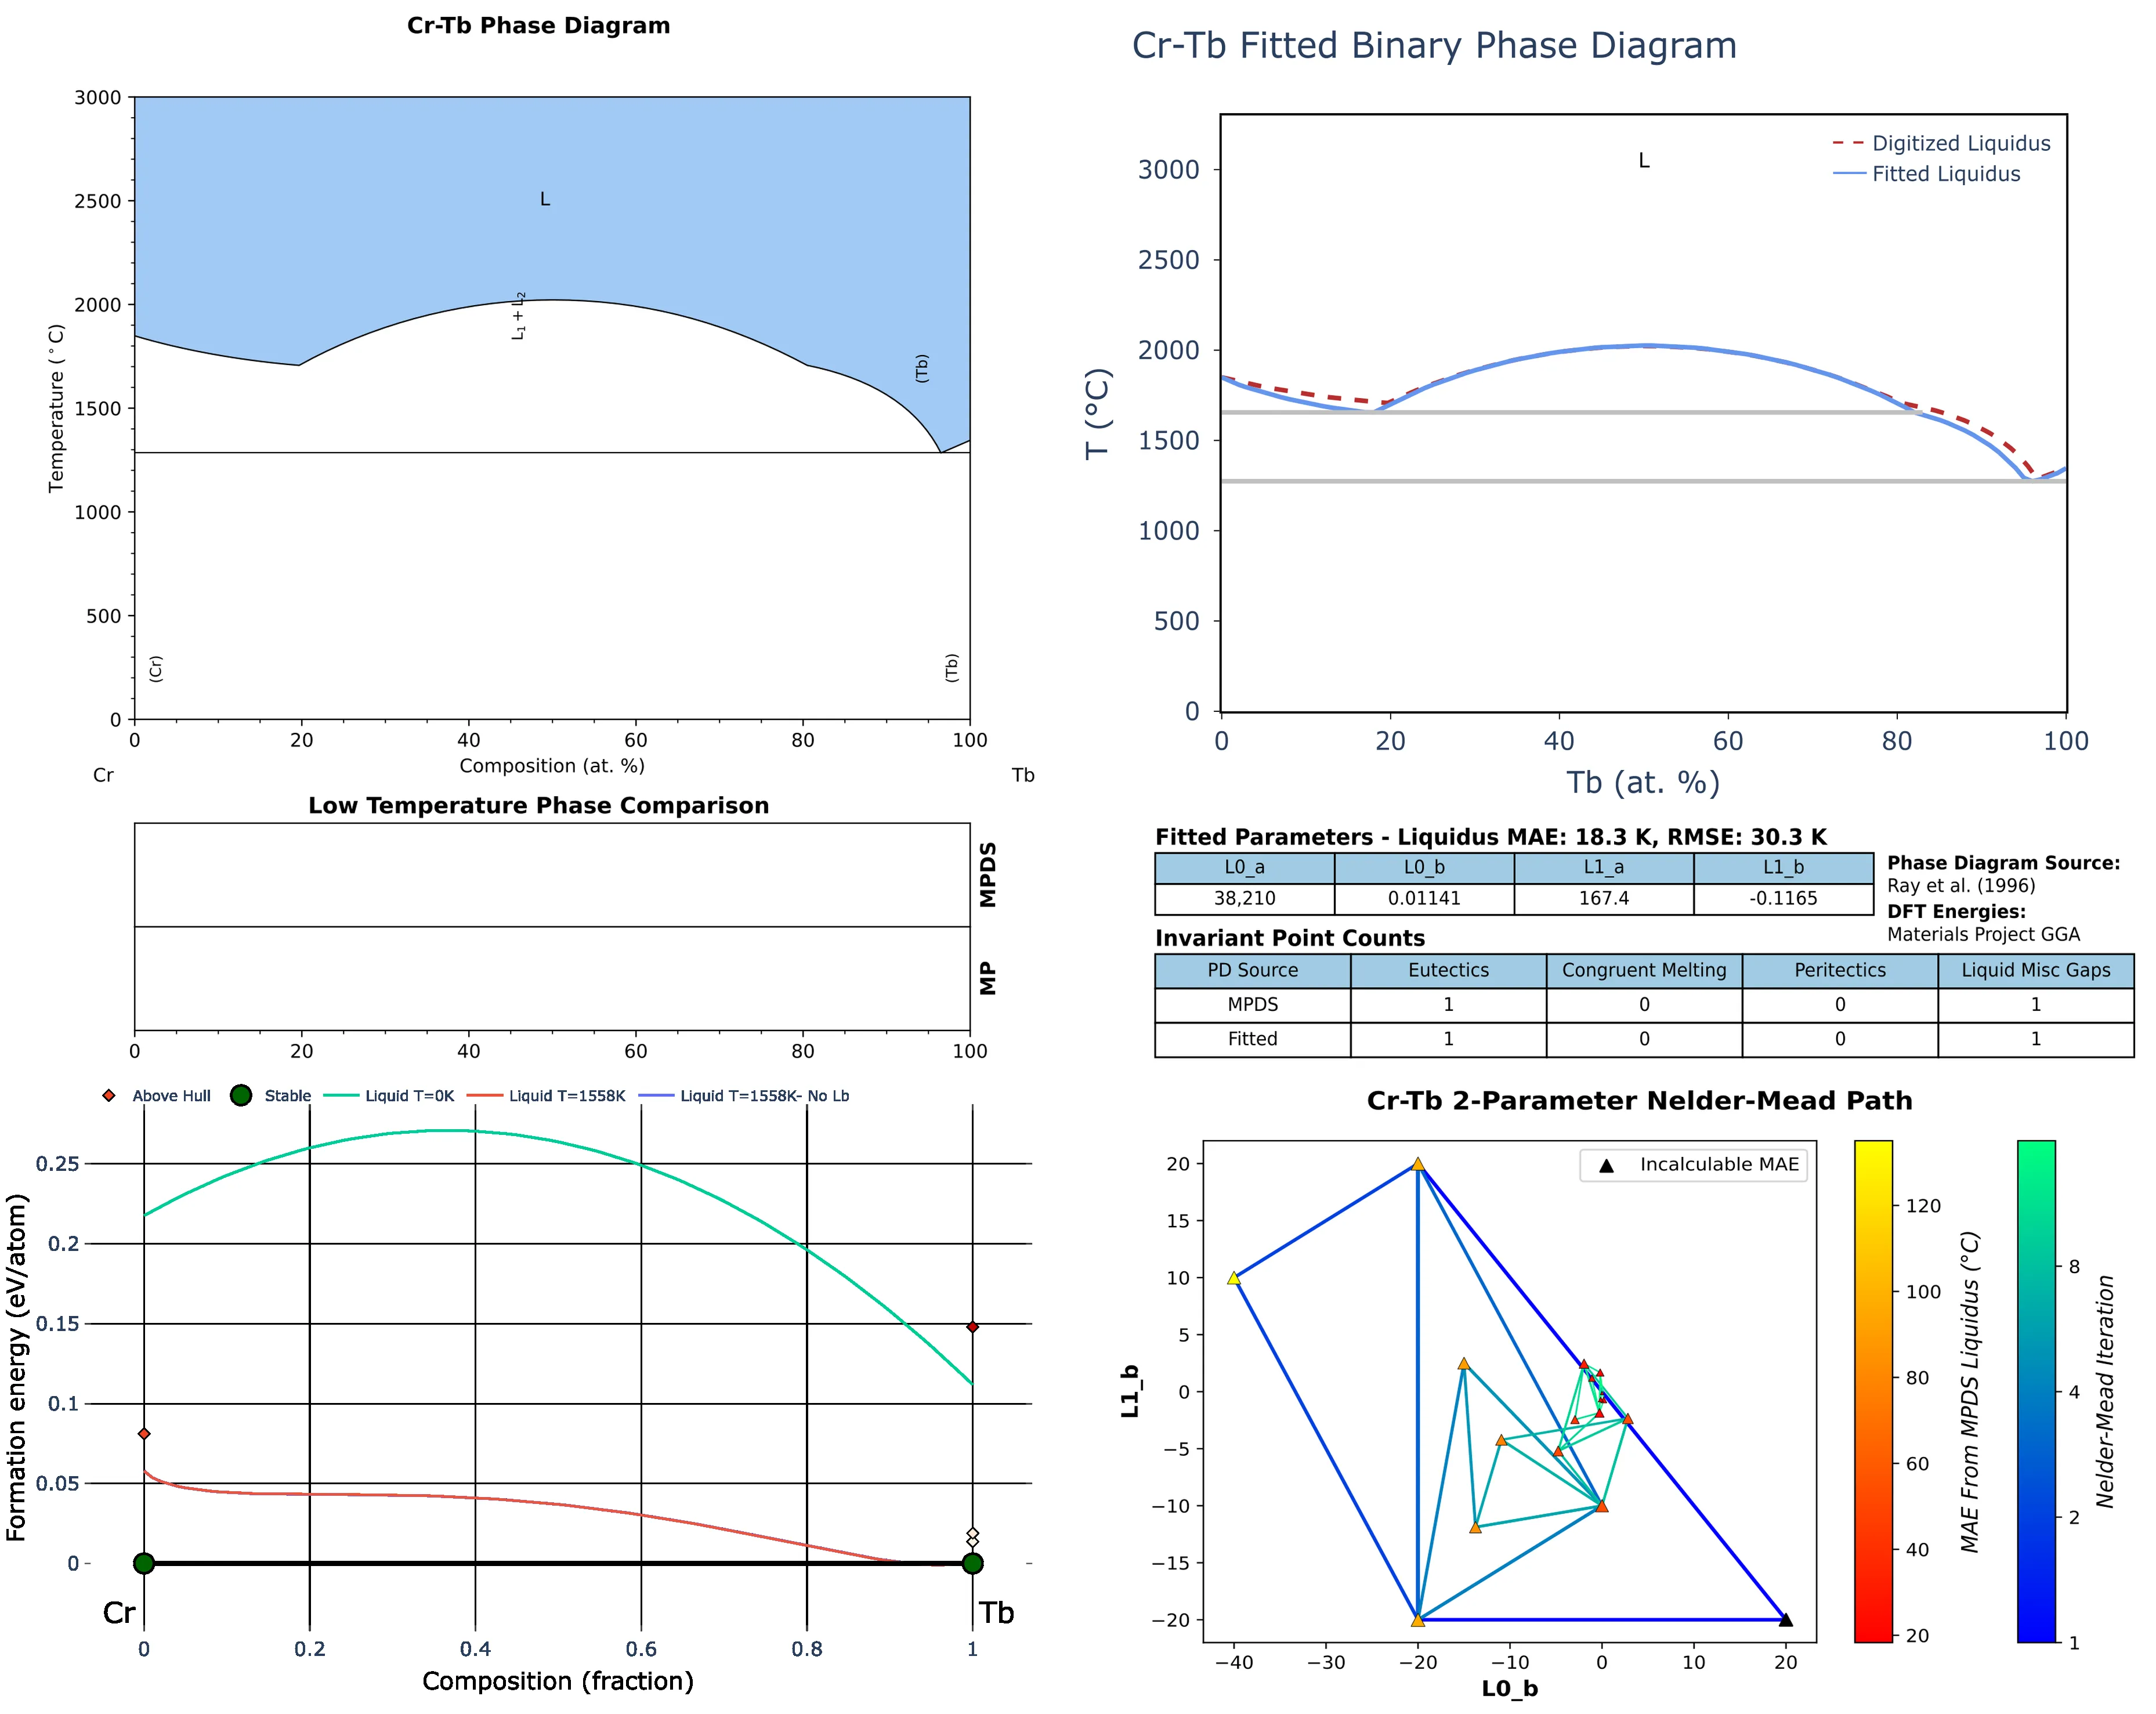 Cr-Tb Phase Diagram
3000
2500
2000
1500
1000
500
0
Temperature (°C)
L
L1 + L2
(Tb)
(Cr)
(Tb)
0 20 40 60 80 100
Composition (at. %)
Cr Tb
Cr-Tb Fitted Binary Phase Diagram
L
Digitized Liquidus
Fitted Liquidus
3000
2500
2000
1500
1000
500
0
T (°C)
0 20 40 60 80 100
Tb (at. %)
Low Temperature Phase Comparison
MPDS
MP
0 20 40 60 80 100
Fitted Parameters - Liquidus MAE: 18.3 K, RMSE: 30.3 K
L0_a L0_b L1_a L1_b
38,210 0.01141 167.4 -0.1165
Phase Diagram Source:
Ray et al. (1996)
DFT Energies:
Materials Project GGA
Invariant Point Counts
PD Source Eutectics Congruent Melting Peritectics Liquid Misc Gaps
MPDS 1 0 0 1
Fitted 1 0 0 1
Above Hull Stable Liquid T=0K Liquid T=1558K Liquid T=1558K- No Lb
0.25
0.2
0.15
0.1
0.05
0
Formation energy (eV/atom)
Cr Tb
0 0.2 0.4 0.6 0.8 1
Composition (fraction)
Cr-Tb 2-Parameter Nelder-Mead Path
Incalculable MAE
20
15
10
5
0
−5
−10
−15
−20
L1_b
−40 −30 −20 −10 0 10 20
L0_b
120
100
80
60
40
20
MAE From MPDS Liquidus (°C)
8
4
2
1
Nelder-Mead Iteration